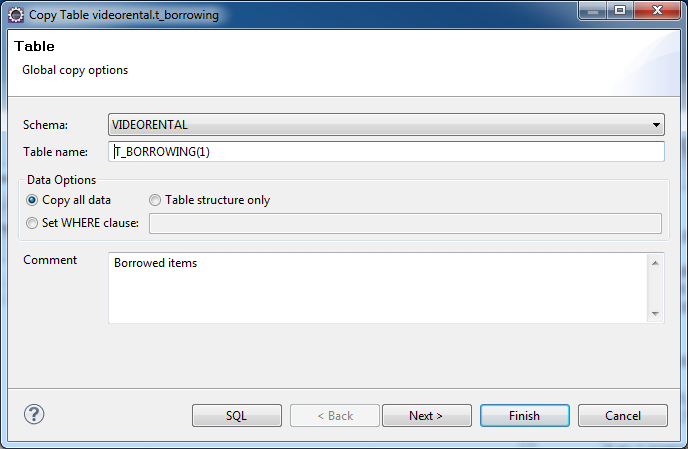 Copy Table videorental.t_borrowing
Table
Global copy options
Schema: VIDEORENTAL
Table name: T_BORROWING(1)
Data Options
Copy all data Table structure only
Set WHERE clause:
Comment Borrowed items
? SQL < Back Next > Finish Cancel